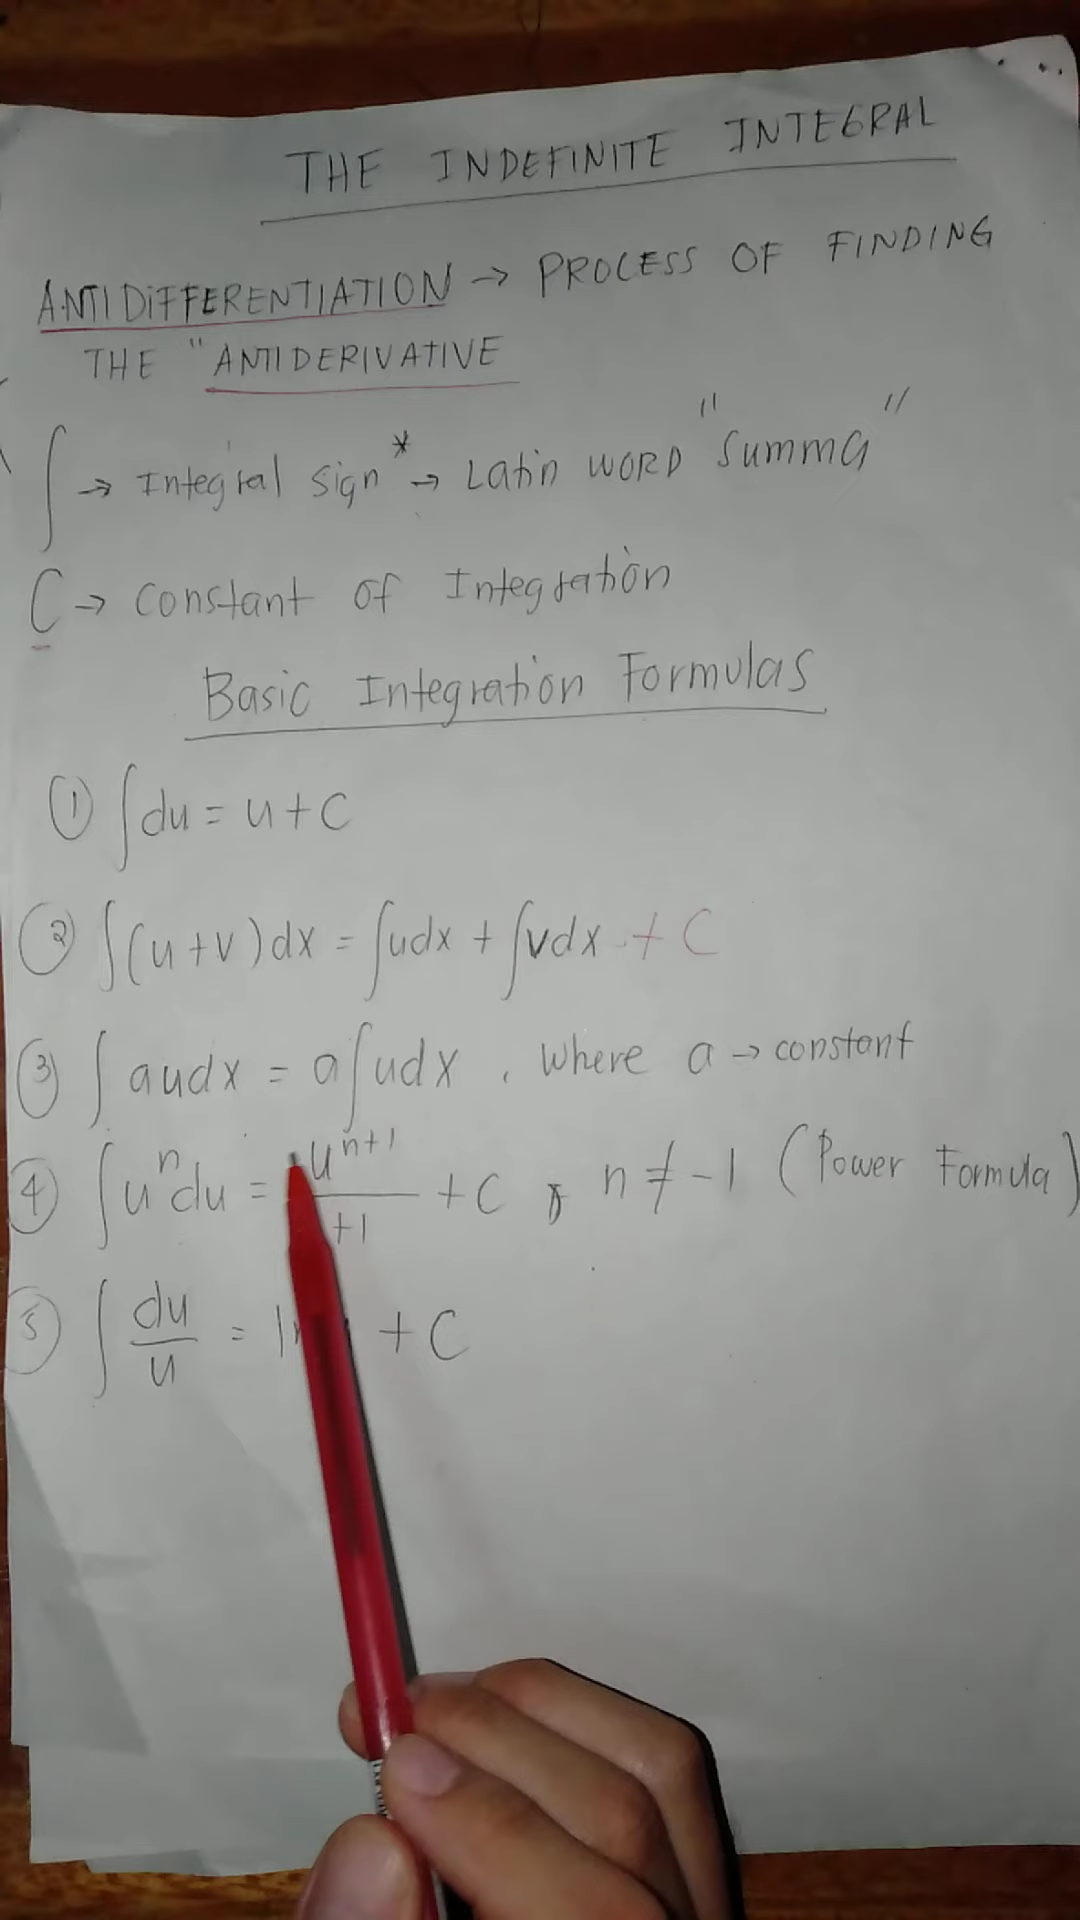 THE INDEFINITE INTEGRAL
ANTIDIFFERENTIATION → PROCESS OF FINDING
THE "ANTIDERIVATIVE
∫ → Integral sign * → Latin WORD "summa"
C → constant of Integration
Basic Integration Formulas
① ∫du = u + C
② ∫(u + v)dx = ∫udx + ∫vdx + C
③ ∫audx = a∫udx , where a → constant
④ ∫uⁿdu = uⁿ⁺¹/ +1 + C , n ≠ -1 (Power Formula)
⑤ ∫du/u = + C